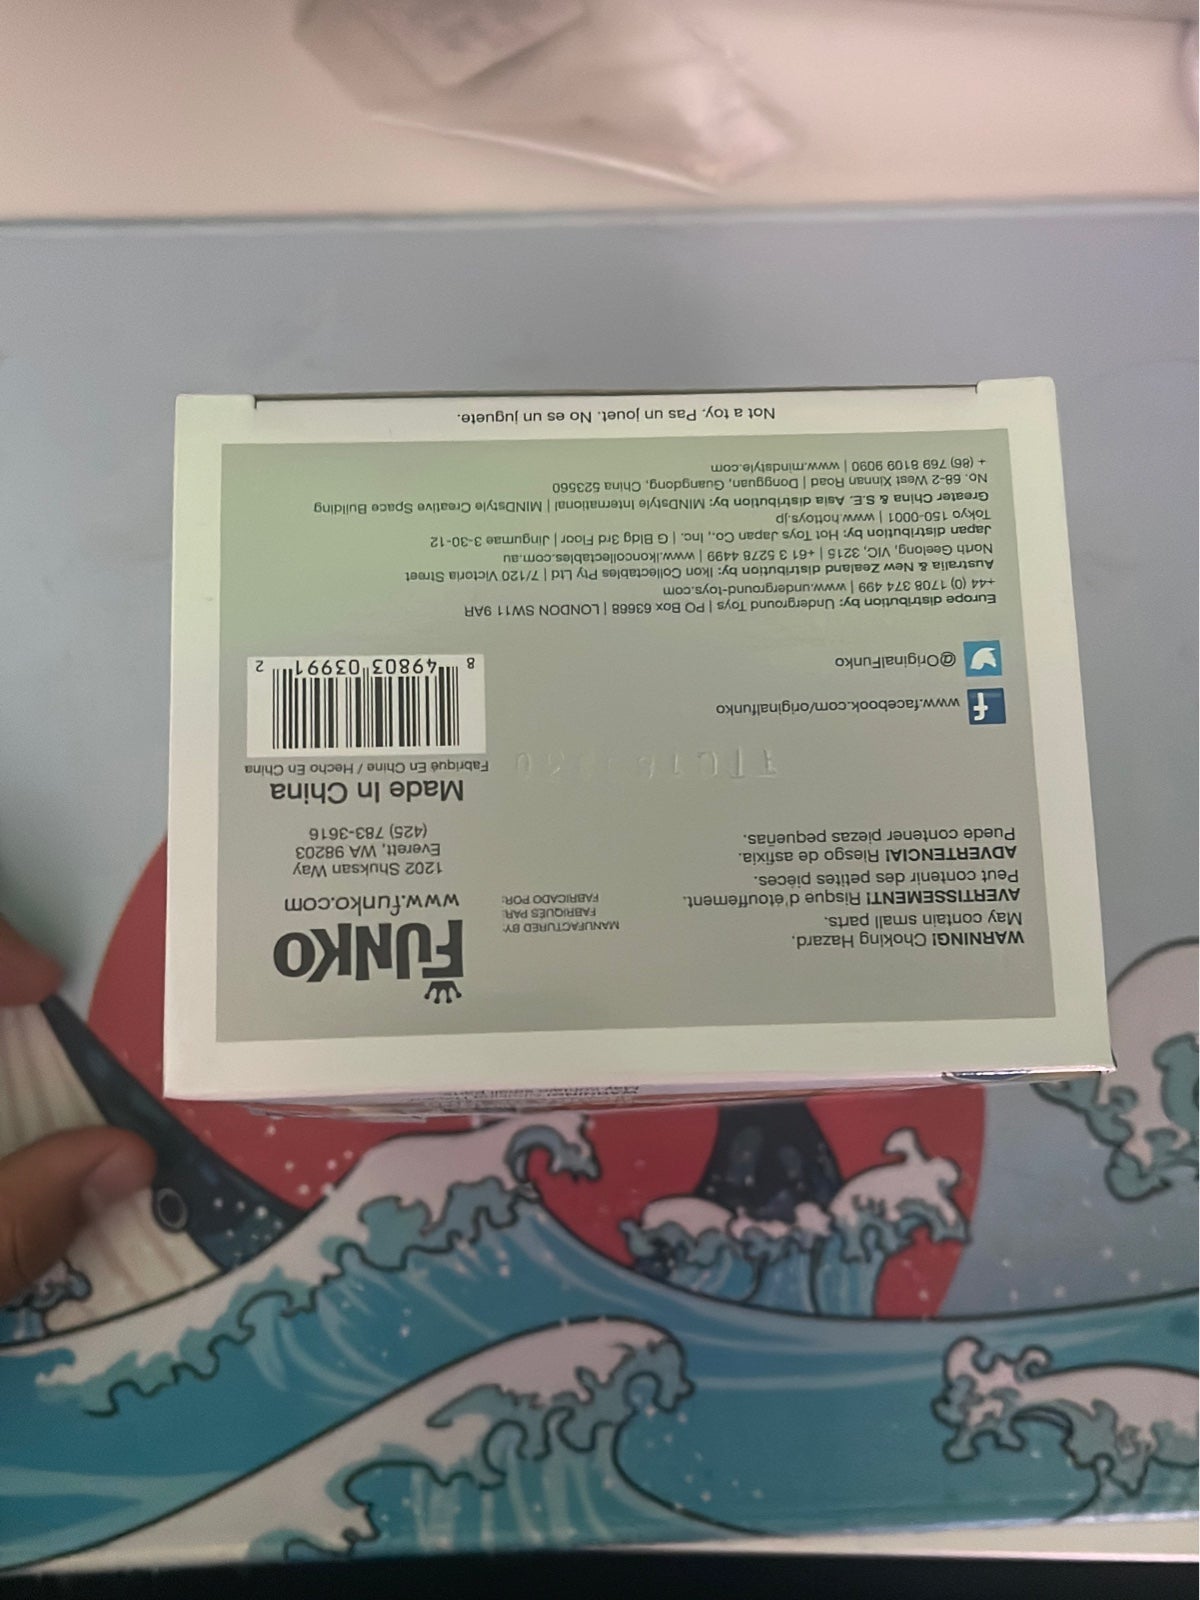 FUNKO
www.funko.com
1202 Shuksan Way
Everett, WA 98203
(425) 783-3616
MANUFACTURED BY:
FABRIQUÉS PAR:
FABRICADO POR:
WARNING! Choking Hazard.
May contain small parts.
AVERTISSEMENT! Risque d'étouffement.
Peut contenir des petites pièces.
ADVERTENCIA! Riesgo de asfixia.
Puede contener piezas pequeñas.
Made In China
Fabriqué En Chine / Hecho En China
8 49803 03991 2
www.facebook.com/originalfunko
@OriginalFunko
Europe distribution by: Underground Toys | PO Box 63668 | LONDON SW11 9AR
+44 (0) 1708 374 499 | www.underground-toys.com
Australia & New Zealand distribution by: Ikon Collectables Pty Ltd | 7/120 Victoria Street
North Geelong, VIC, 3215 | +61 3 5278 4499 | www.ikoncollectables.com.au
Japan distribution by: Hot Toys Japan Co., Inc. | G Bldg 3rd Floor | Jingumae 3-30-12
Tokyo 150-0001 | www.hottoys.jp
Greater China & S.E. Asia distribution by: MINDstyle International | MINDstyle Creative Space Building
No. 68-2 West Xinnan Road | Dongguan, Guangdong, China 523560
+ (86) 769 8109 9090 | www.mindstyle.com
Not a toy. Pas un jouet. No es un juguete.